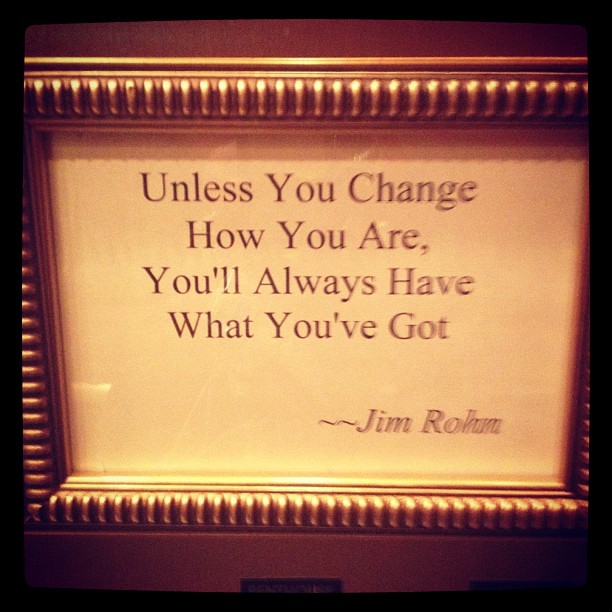 Unless You Change
How You Are,
You'll Always Have
What You've Got
~~Jim Rohn